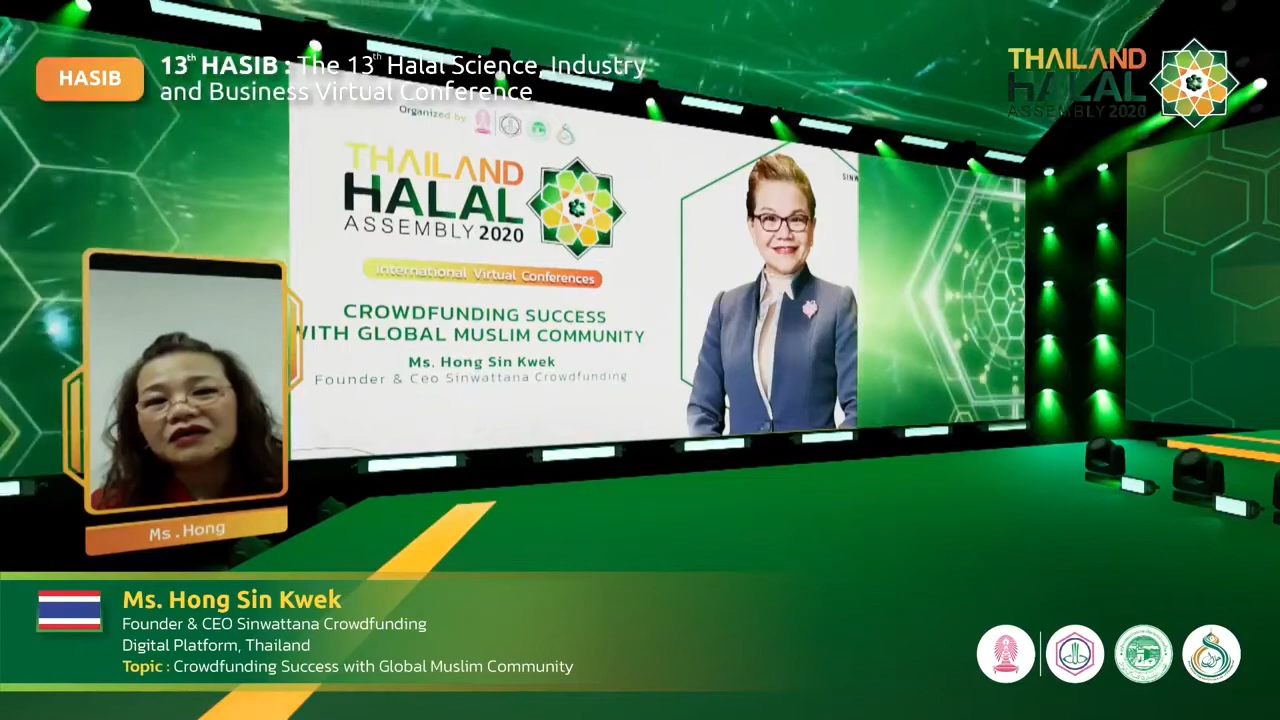 HASIB
13th HASIB : The 13th Halal Science, Industry
and Business Virtual Conference
THAILAND
HALAL
ASSEMBLY 2020
Organized by
THAILAND
HALAL
ASSEMBLY 2020
International Virtual Conferences
CROWDFUNDING SUCCESS
WITH GLOBAL MUSLIM COMMUNITY
Ms. Hong Sin Kwek
Founder & Ceo Sinwattana Crowdfunding
SINW
Ms.Hong
Ms. Hong Sin Kwek
Founder & CEO Sinwattana Crowdfunding
Digital Platform, Thailand
Topic : Crowdfunding Success with Global Muslim Community